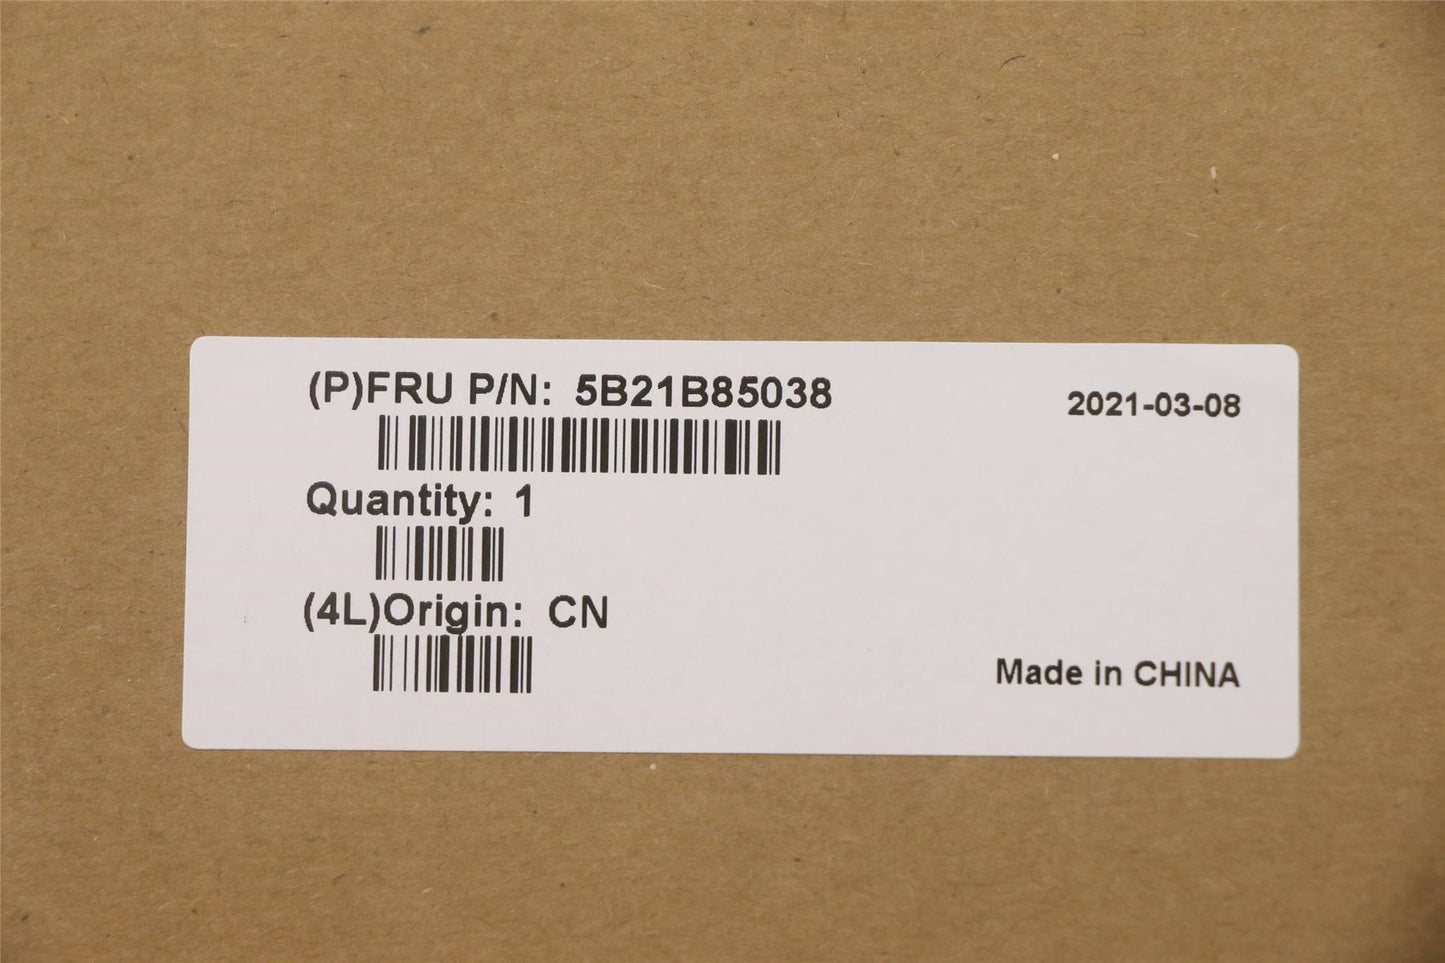 (P)FRU P/N: 5B21B85038
2021-03-08
Quantity: 1
(4L)Origin: CN
Made in CHINA